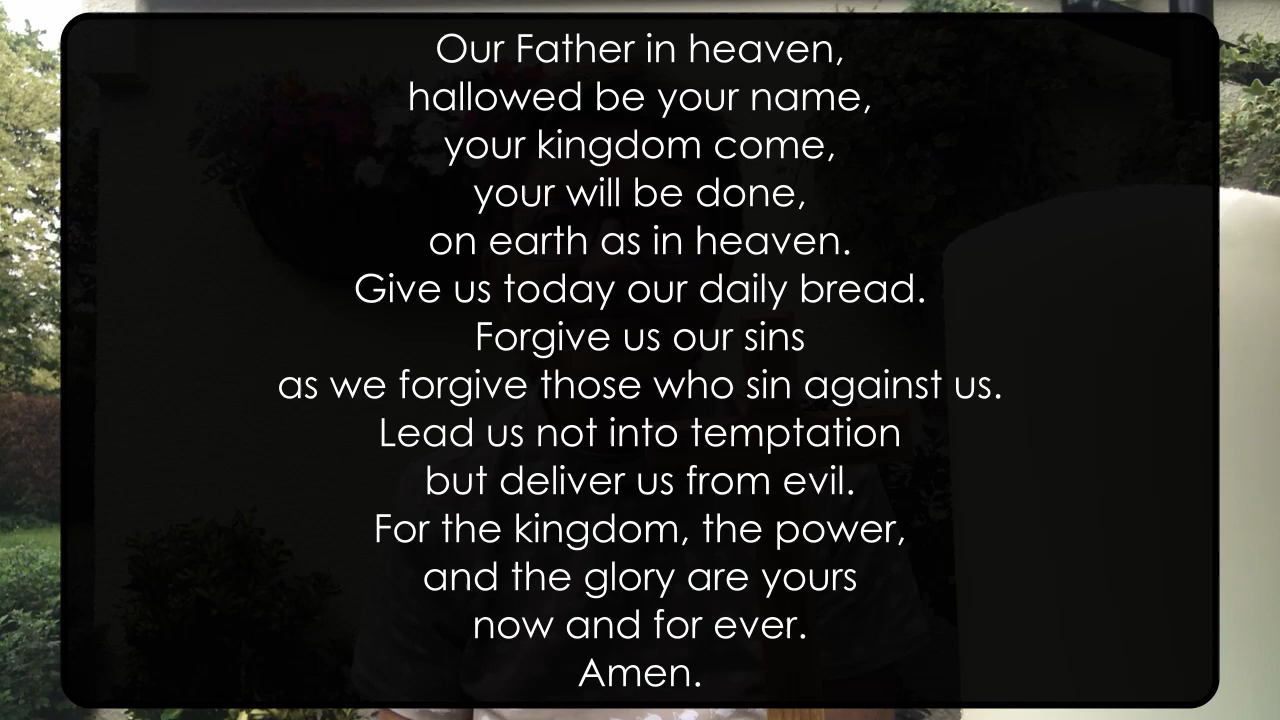 Our Father in heaven,
hallowed be your name,
your kingdom come,
your will be done,
on earth as in heaven.
Give us today our daily bread.
Forgive us our sins
as we forgive those who sin against us.
Lead us not into temptation
but deliver us from evil.
For the kingdom, the power,
and the glory are yours
now and for ever.
Amen.